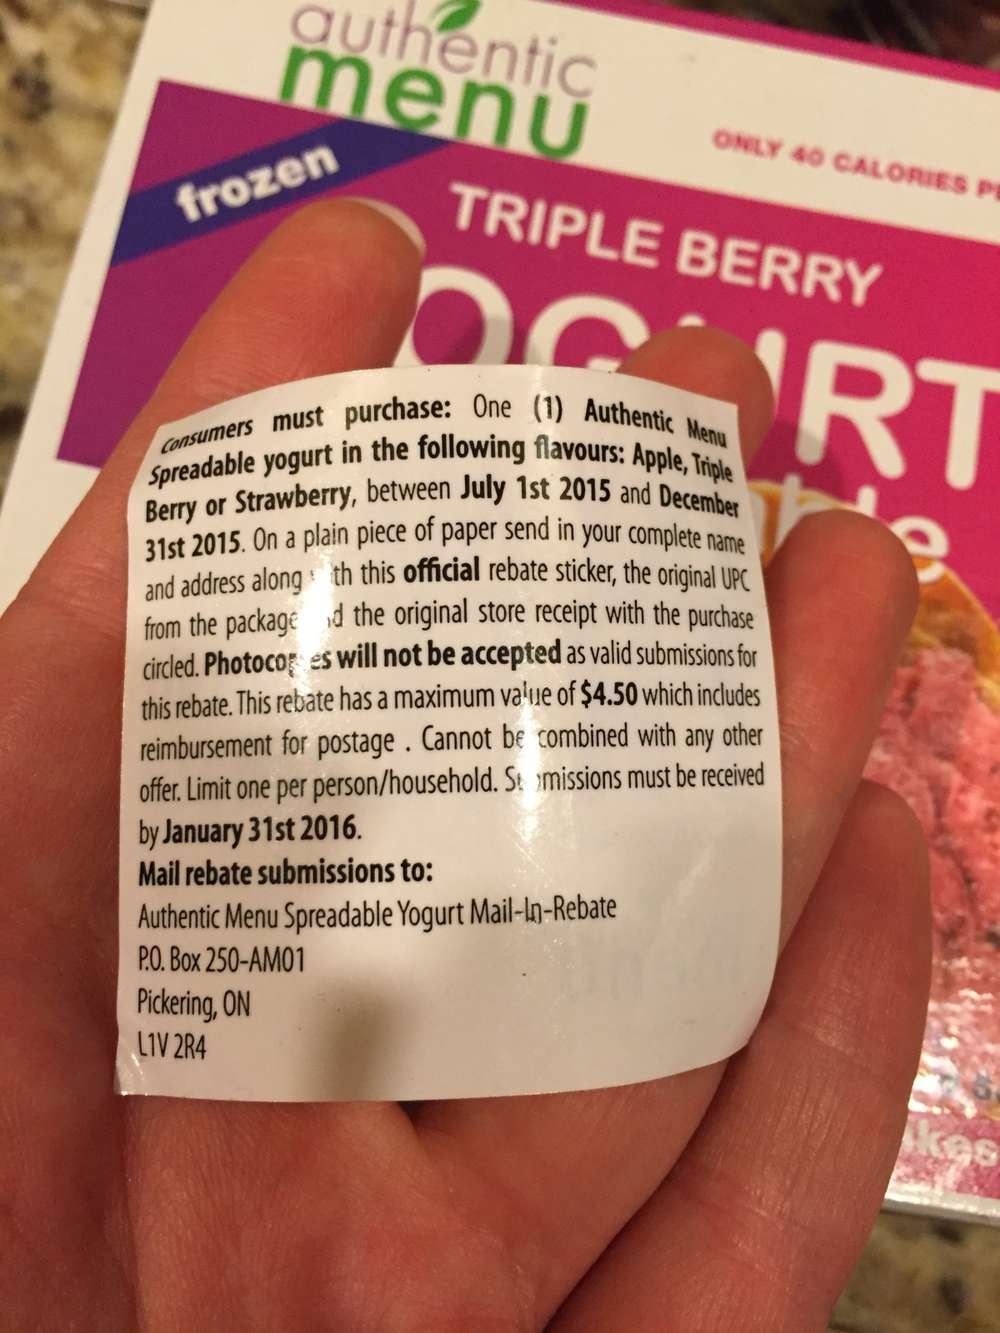 authentic
menu
ONLY 40 CALORIES
frozen
TRIPLE BERRY
Consumers must purchase: One (1) Authentic Menu
Spreadable yogurt in the following flavours: Apple, Triple
Berry or Strawberry, between July 1st 2015 and December
31st 2015. On a plain piece of paper send in your complete name
and address along this official rebate sticker, the original UPC
from the package the original store receipt with the purchase
circled. Photocopies will not be accepted as valid submissions for
this rebate. This rebate has a maximum value of $4.50 which includes
reimbursement for postage . Cannot be combined with any other
offer. Limit one per person/household. Submissions must be received
by January 31st 2016.
Mail rebate submissions to:
Authentic Menu Spreadable Yogurt Mail-In-Rebate
P.O. Box 250-AM01
Pickering, ON
L1V 2R4